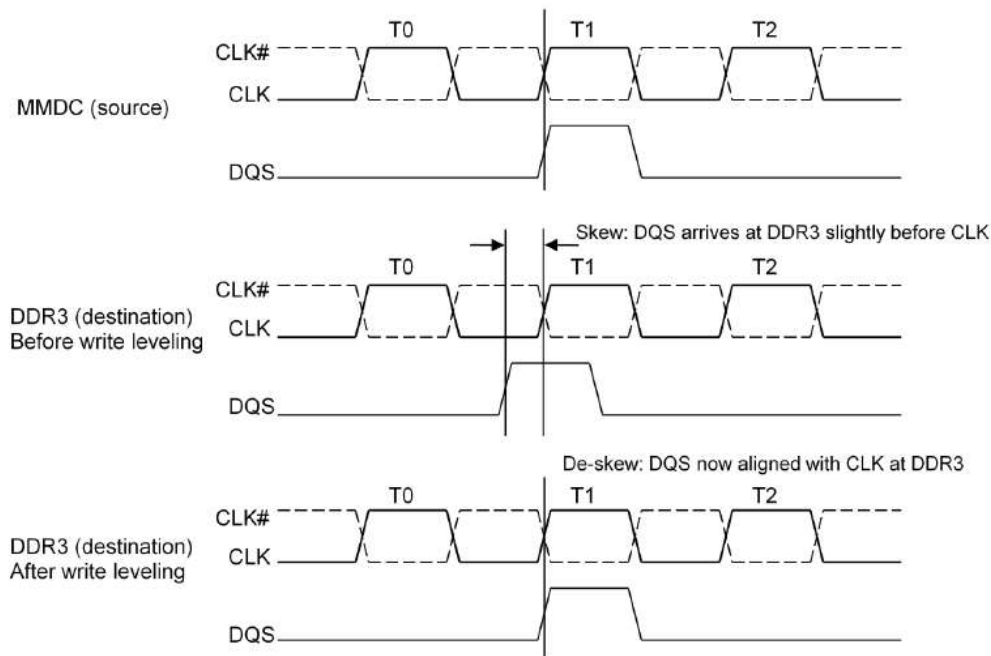 T0 T1 T2
CLK#
CLK
MMDC (source)
DQS
Skew: DQS arrives at DDR3 slightly before CLK
T0 T1 T2
CLK#
DDR3 (destination)
CLK
Before write leveling
DQS
De-skew: DQS now aligned with CLK at DDR3
T0 T1 T2
CLK#
DDR3 (destination)
CLK
After write leveling
DQS